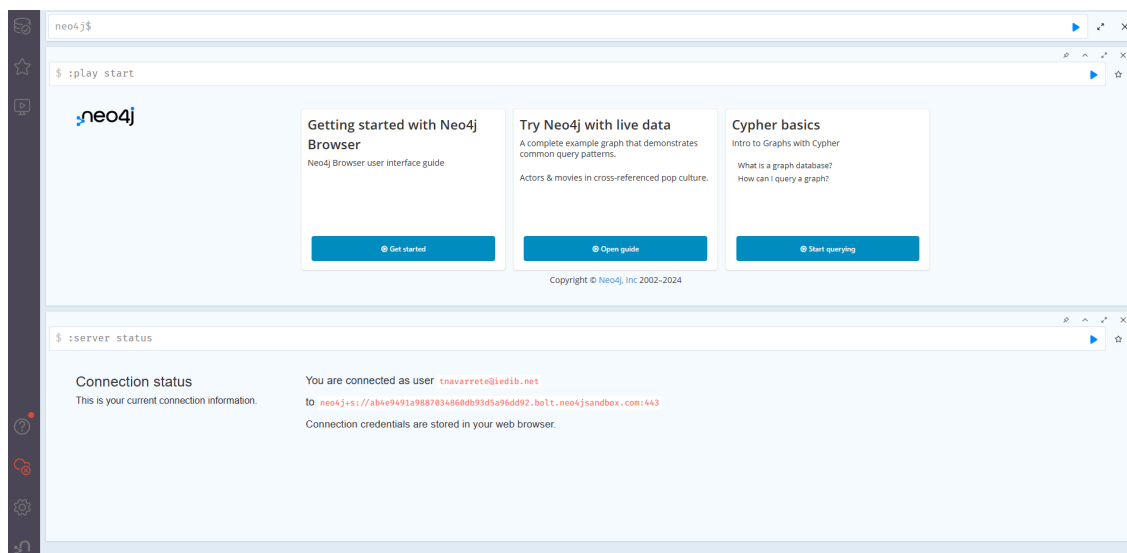 neo4j$
$ :play start
neo4j
Getting started with Neo4j
Browser
Neo4j Browser user interface guide
Get started
Try Neo4j with live data
A complete example graph that demonstrates
common query patterns.
Actors & movies in cross-referenced pop culture.
Open guide
Cypher basics
Intro to Graphs with Cypher
What is a graph database?
How can I query a graph?
Start querying
Copyright © Neo4j, Inc 2002–2024
$ :server status
Connection status
This is your current connection information.
You are connected as user tnavarrete@iedib.net
to neo4j+s://ab4e9491a9887034860db93d5a96dd92.bolt.neo4jsandbox.com:443
Connection credentials are stored in your web browser.